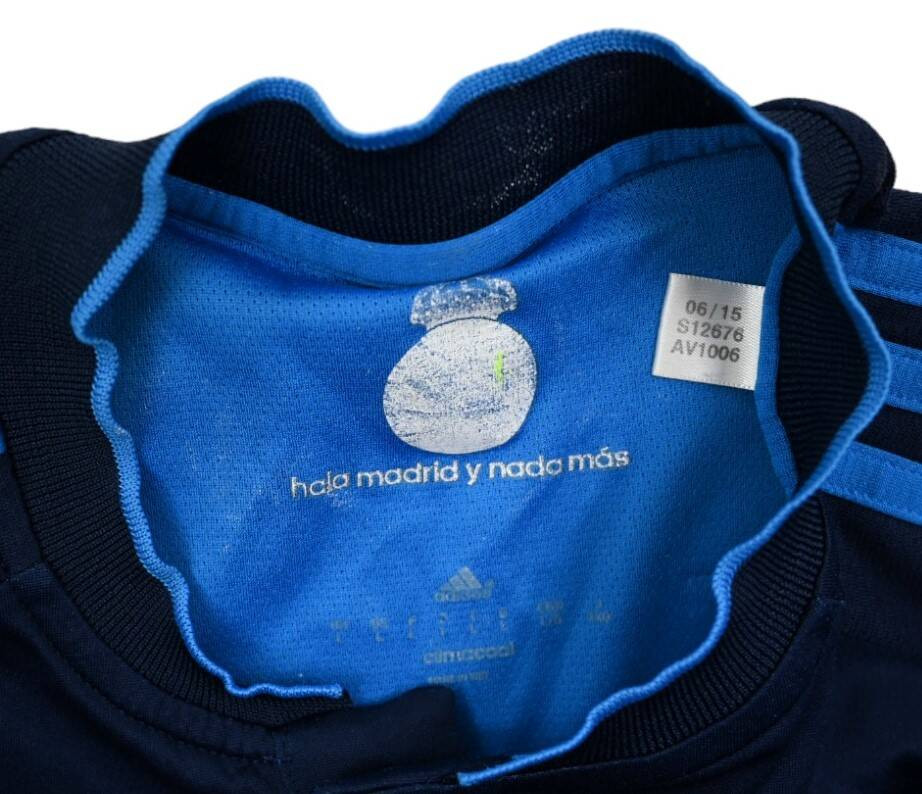 06/15
S12676
AV1006
hala madrid y nada más
adidas
climacool